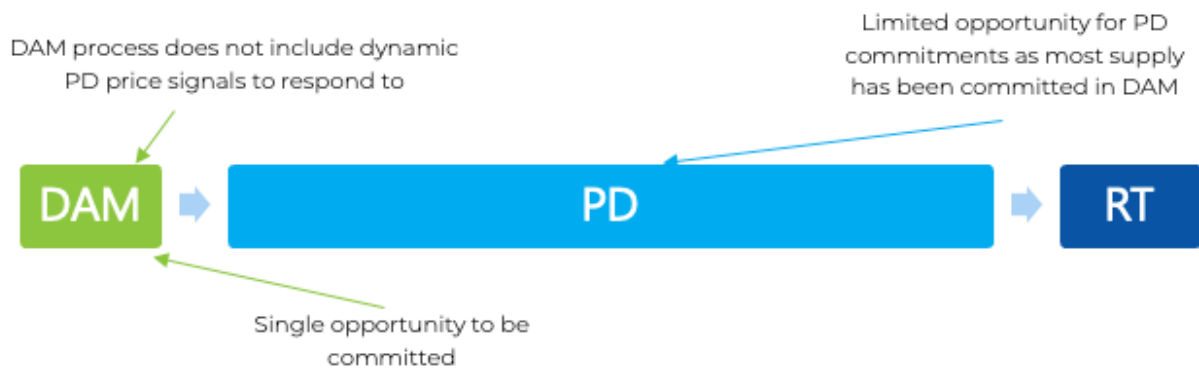 DAM process does not include dynamic
PD price signals to respond to
Limited opportunity for PD
commitments as most supply
has been committed in DAM
DAM
PD
RT
Single opportunity to be
committed